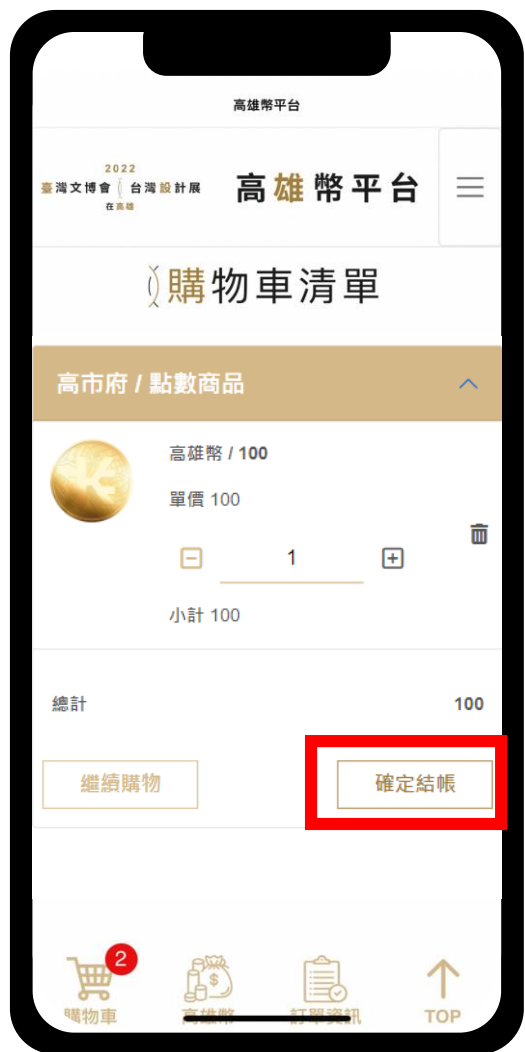 高雄幣平台
2022
臺灣文博會 台灣設計展
在高雄
高雄幣平台
購物車清單
高市府 / 點數商品
高雄幣 / 100
單價 100
1
小計 100
總計 100
繼續購物 確定結帳
2
購物車 高雄幣 訂單資訊 TOP